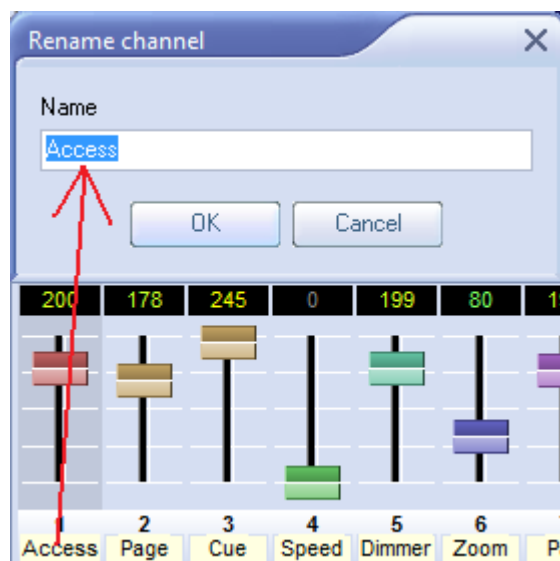 Rename channel
Name
Access
OK Cancel
200 178 245 0 199 80
1 2 3 4 5 6
Access Page Cue Speed Dimmer Zoom